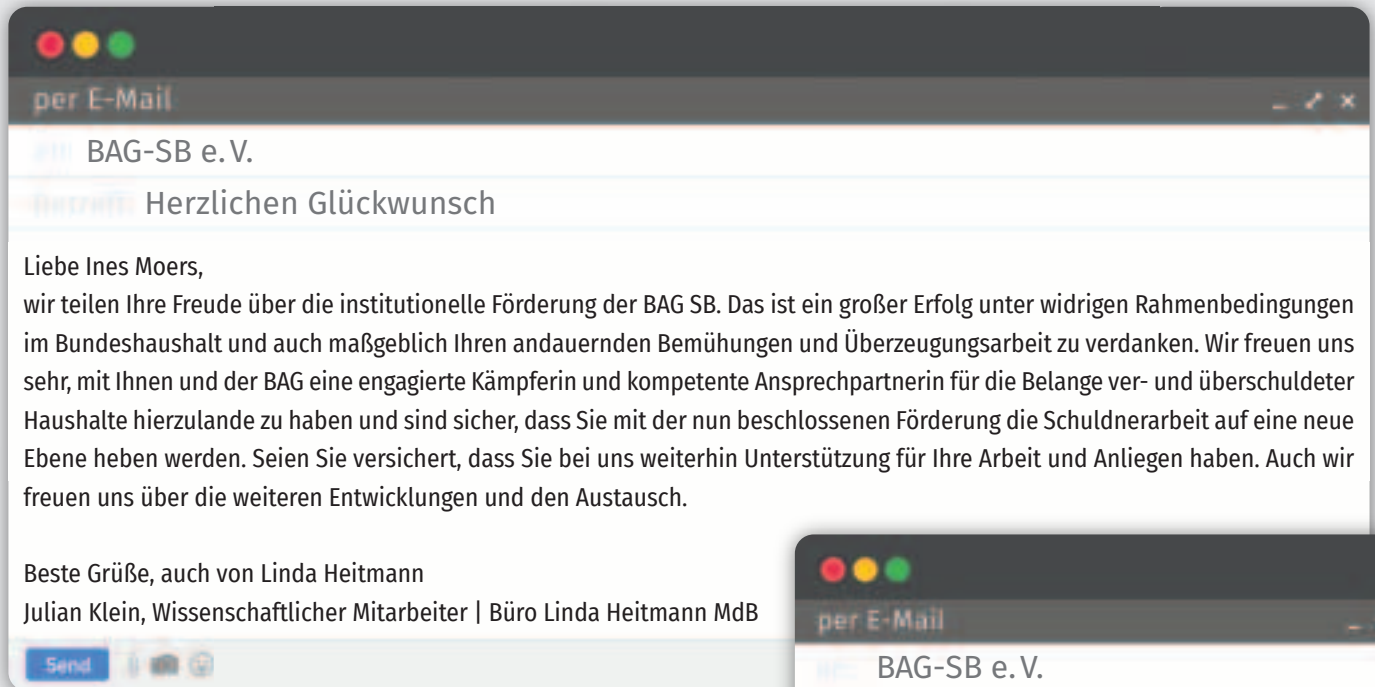 per E-Mail
BAG-SB e.V.
Betreff: Herzlichen Glückwunsch
Liebe Ines Moers,
wir teilen Ihre Freude über die institutionelle Förderung der BAG SB. Das ist ein großer Erfolg unter widrigen Rahmenbedingungen
im Bundeshaushalt und auch maßgeblich Ihren andauernden Bemühungen und Überzeugungsarbeit zu verdanken. Wir freuen uns
sehr, mit Ihnen und der BAG eine engagierte Kämpferin und kompetente Ansprechpartnerin für die Belange ver- und überschuldeter
Haushalte hierzulande zu haben und sind sicher, dass Sie mit der nun beschlossenen Förderung die Schuldnerarbeit auf eine neue
Ebene heben werden. Seien Sie versichert, dass Sie bei uns weiterhin Unterstützung für Ihre Arbeit und Anliegen haben. Auch wir
freuen uns über die weiteren Entwicklungen und den Austausch.
Beste Grüße, auch von Linda Heitmann
Julian Klein, Wissenschaftlicher Mitarbeiter | Büro Linda Heitmann MdB
Send
per E-Mail
BAG-SB e.V.